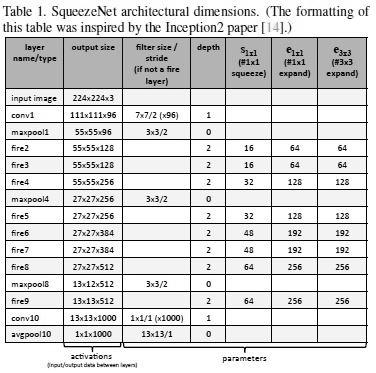 Table 1. SqueezeNet architectural dimensions. (The formatting of
this table was inspired by the Inception2 paper [14].)
layer name/type output size filter size / stride (if not a fire layer) depth s1x1 (#1x1 squeeze) e1x1 (#1x1 expand) e3x3 (#3x3 expand)
input image 224x224x3
conv1 111x111x96 7x7/2 (x96) 1
maxpool1 55x55x96 3x3/2 0
fire2 55x55x128 2 16 64 64
fire3 55x55x128 2 16 64 64
fire4 55x55x256 2 32 128 128
maxpool4 27x27x256 3x3/2 0
fire5 27x27x256 2 32 128 128
fire6 27x27x384 2 48 192 192
fire7 27x27x384 2 48 192 192
fire8 27x27x512 2 64 256 256
maxpool8 13x12x512 3x3/2 0
fire9 13x13x512 2 64 256 256
conv10 13x13x1000 1x1/1 (x1000) 1
avgpool10 1x1x1000 13x13/1 0
activations parameters
(input/output data between layers)